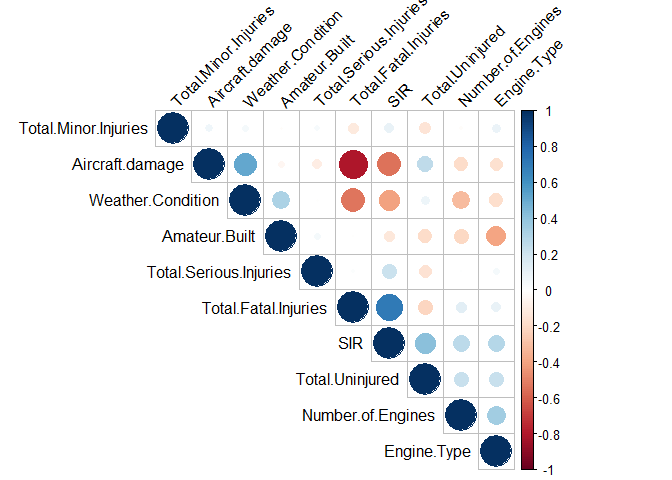 Total.Minor.Injuries
Aircraft.damage
Weather.Condition
Amateur.Built
Total.Serious.Injuries
Total.Fatal.Injuries
SIR
Total.Uninjured
Number.of.Engines
Engine.Type
Total.Minor.Injuries
Aircraft.damage
Weather.Condition
Amateur.Built
Total.Serious.Injuries
Total.Fatal.Injuries
SIR
Total.Uninjured
Number.of.Engines
Engine.Type
1
0.8
0.6
0.4
0.2
0
-0.2
-0.4
-0.6
-0.8
-1